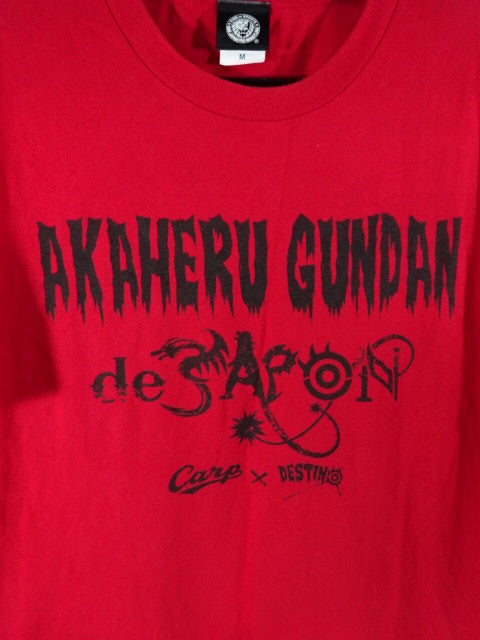 M
AKAHERU GUNDAN
de JAPON
Carp x DESTINO